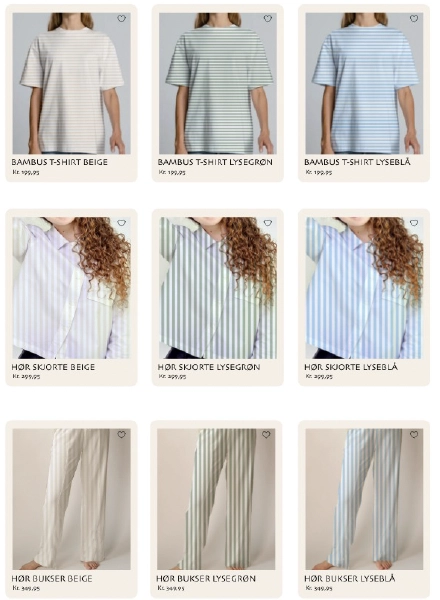 BAMBUS T-SHIRT BEIGE
Kr. 199,95
BAMBUS T-SHIRT LYSEGRØN
Kr. 199,95
BAMBUS T-SHIRT LYSEBLÅ
Kr. 199,95
HØR SKJORTE BEIGE
Kr. 299,95
HØR SKJORTE LYSEGRØN
Kr. 299,95
HØR SKJORTE LYSEBLÅ
Kr. 299,95
HØR BUKSER BEIGE
Kr. 349,95
HØR BUKSER LYSEGRØN
Kr. 349,95
HØR BUKSER LYSEBLÅ
Kr. 349,95